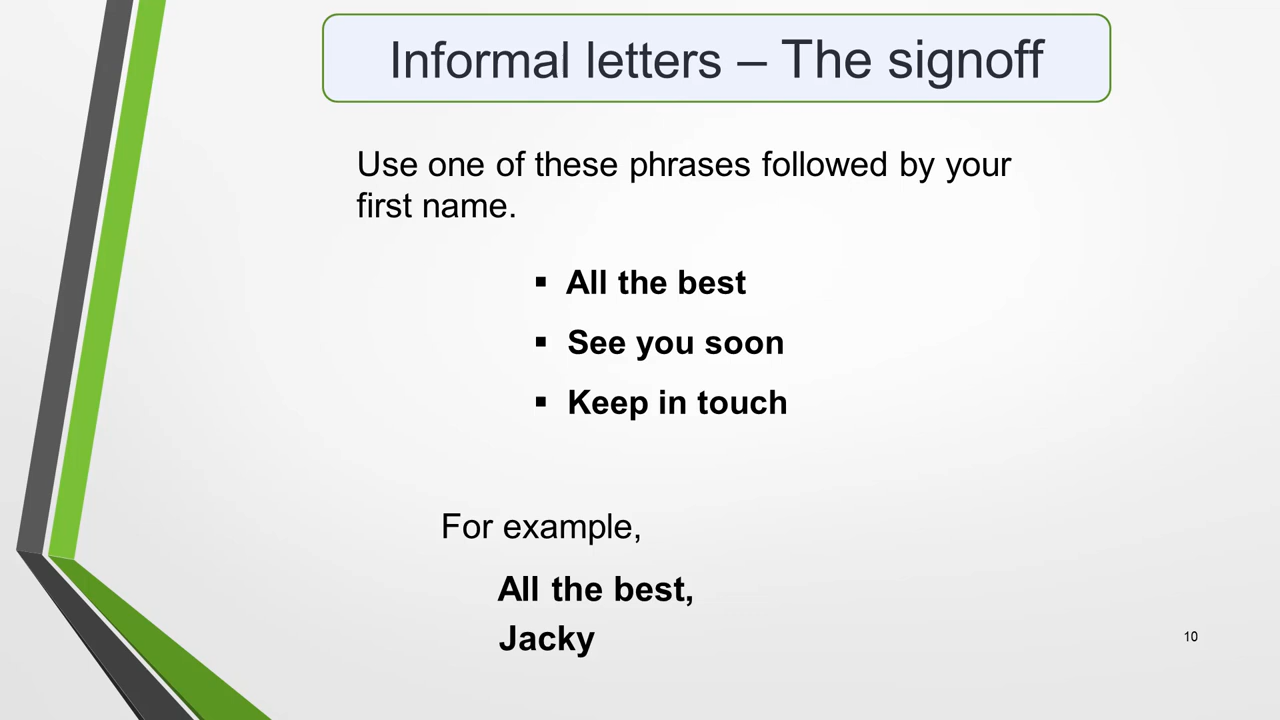 Informal letters – The signoff
Use one of these phrases followed by your
first name.
▪ All the best
▪ See you soon
▪ Keep in touch
For example,
All the best,
Jacky
10